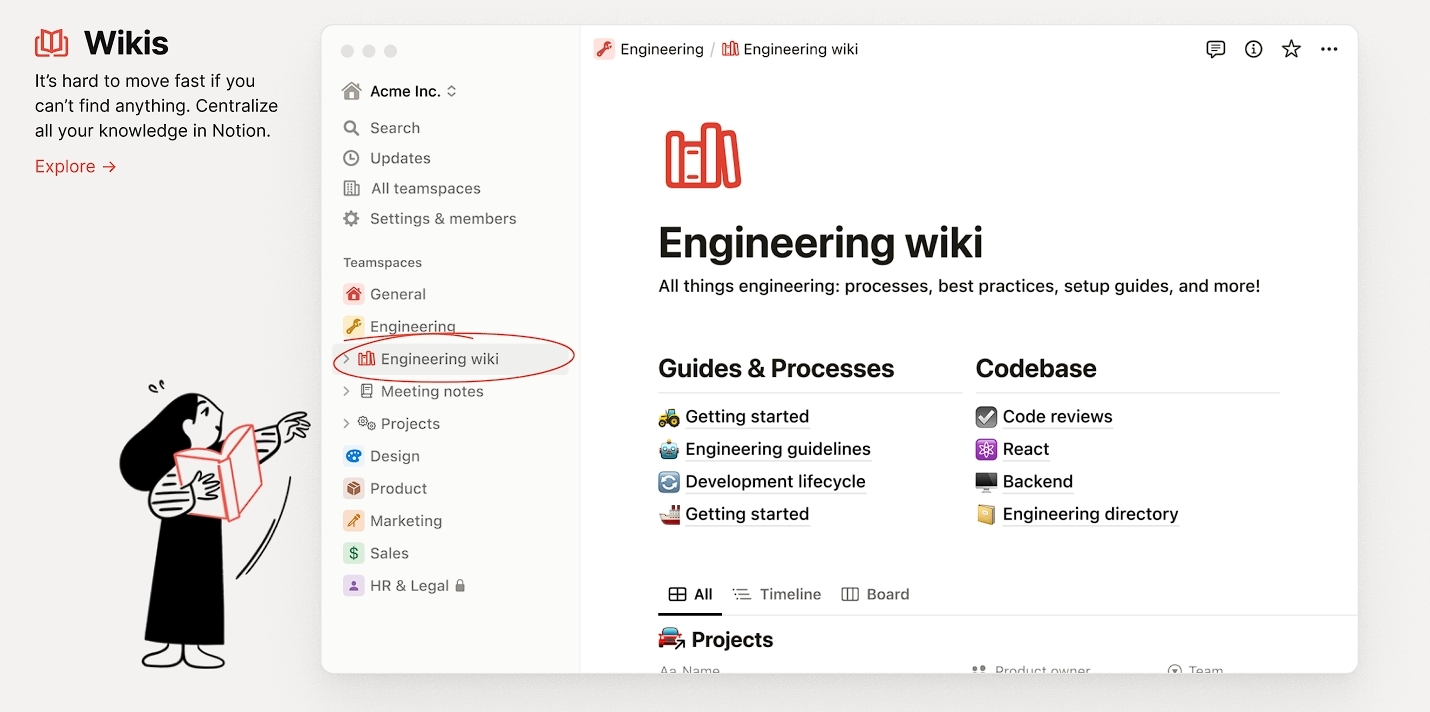 Wikis
It's hard to move fast if you
can't find anything. Centralize
all your knowledge in Notion.
Explore →
Acme Inc.
Search
Updates
All teamspaces
Settings & members
Teamspaces
General
Engineering
Engineering wiki
Meeting notes
Projects
Design
Product
Marketing
Sales
HR & Legal
Engineering / Engineering wiki
Engineering wiki
All things engineering: processes, best practices, setup guides, and more!
Guides & Processes
Getting started
Engineering guidelines
Development lifecycle
Getting started
Codebase
Code reviews
React
Backend
Engineering directory
All Timeline Board
Projects
Aa Name Product owner Team